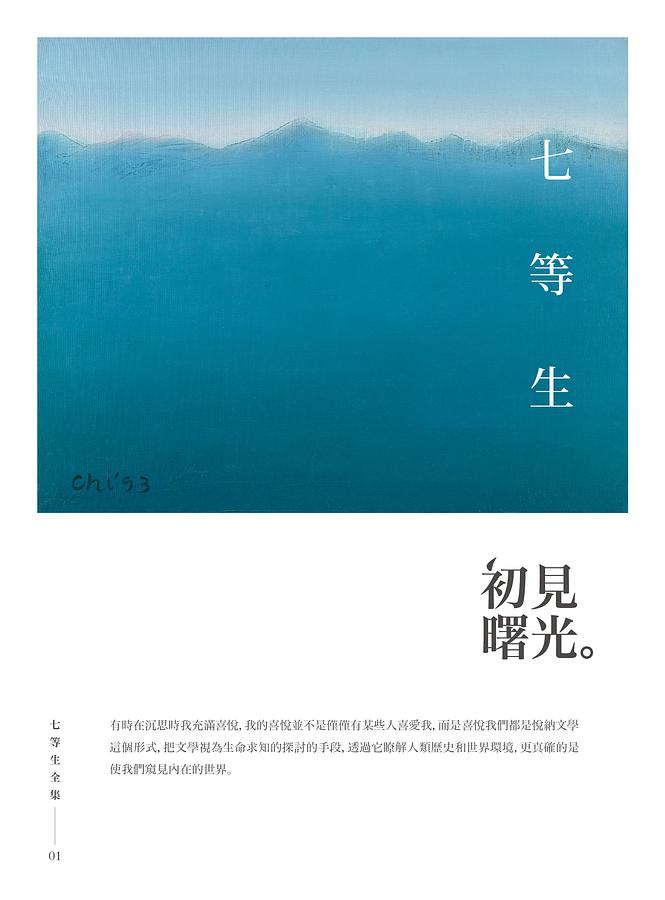 七等生
chi'93
初見
曙光。
有時在沉思時我充滿喜悅,我的喜悅並不是僅僅有某些人喜愛我,而是喜悅我們都是悅納文學
這個形式,把文學視為生命求知的探討的手段,透過它瞭解人類歷史和世界環境,更真確的是
使我們窺見內在的世界。
七等生全集
01